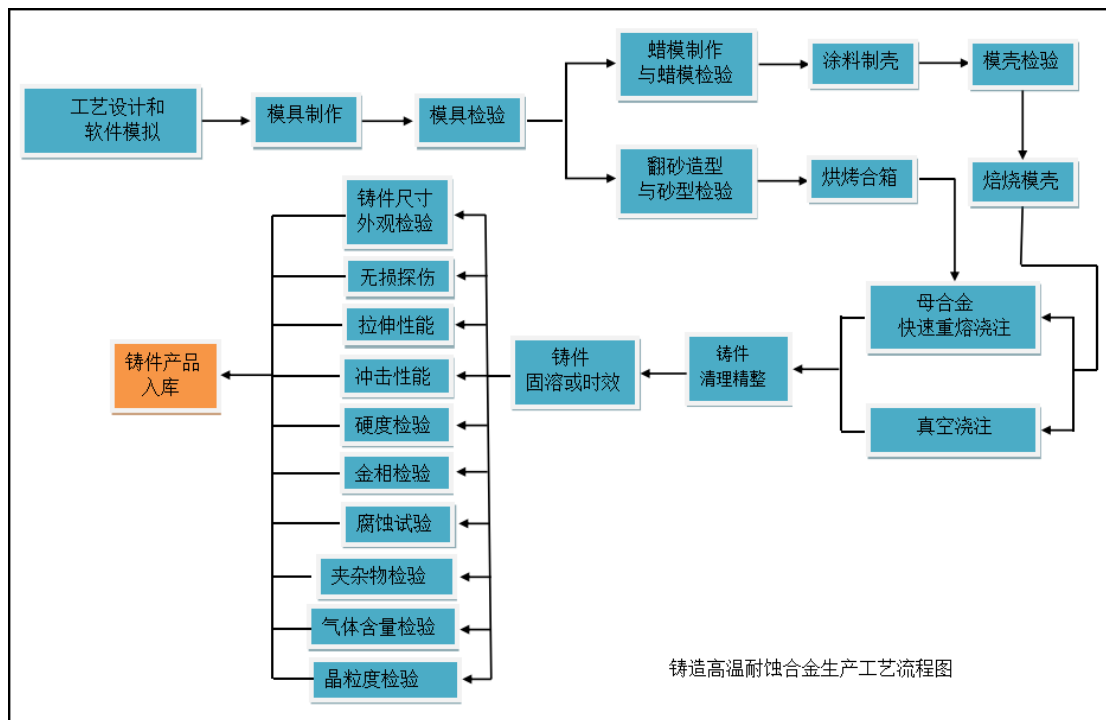 工艺设计和
软件模拟
模具制作
模具检验
蜡模制作
与蜡模检验
涂料制壳
模壳检验
翻砂造型
与砂型检验
烘烤合箱
焙烧模壳
母合金
快速重熔浇注
真空浇注
铸件
清理精整
铸件
固溶或时效
铸件尺寸
外观检验
无损探伤
拉伸性能
冲击性能
硬度检验
金相检验
腐蚀试验
夹杂物检验
气体含量检验
晶粒度检验
铸件产品
入库
铸造高温耐蚀合金生产工艺流程图